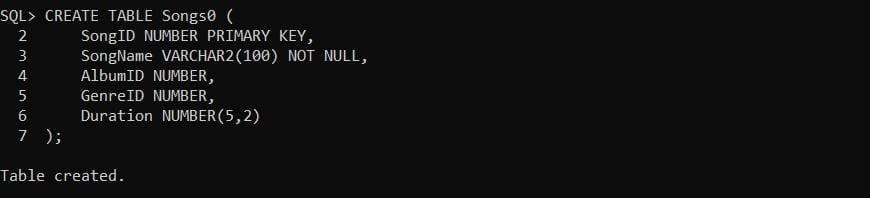 SQL> CREATE TABLE Songs0 (
  2      SongID NUMBER PRIMARY KEY,
  3      SongName VARCHAR2(100) NOT NULL,
  4      AlbumID NUMBER,
  5      GenreID NUMBER,
  6      Duration NUMBER(5,2)
  7  );
Table created.